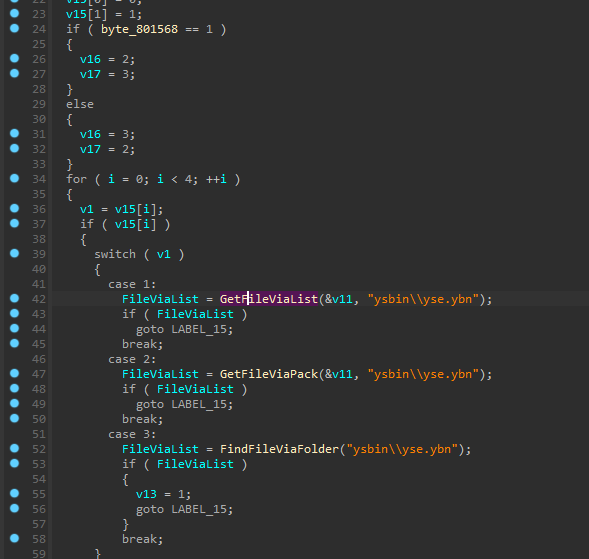 22 v15[0] = 0;
23 v15[1] = 1;
24 if ( byte_801568 == 1 )
25 {
26 v16 = 2;
27 v17 = 3;
28 }
29 else
30 {
31 v16 = 3;
32 v17 = 2;
33 }
34 for ( i = 0; i < 4; ++i )
35 {
36 v1 = v15[i];
37 if ( v15[i] )
38 {
39 switch ( v1 )
40 {
41 case 1:
42 FileViaList = GetFileViaList(&v11, "ysbin\\yse.ybn");
43 if ( FileViaList )
44 goto LABEL_15;
45 break;
46 case 2:
47 FileViaList = GetFileViaPack(&v11, "ysbin\\yse.ybn");
48 if ( FileViaList )
49 goto LABEL_15;
50 break;
51 case 3:
52 FileViaList = FindFileViaFolder("ysbin\\yse.ybn");
53 if ( FileViaList )
54 {
55 v13 = 1;
56 goto LABEL_15;
57 }
58 break;
59 }